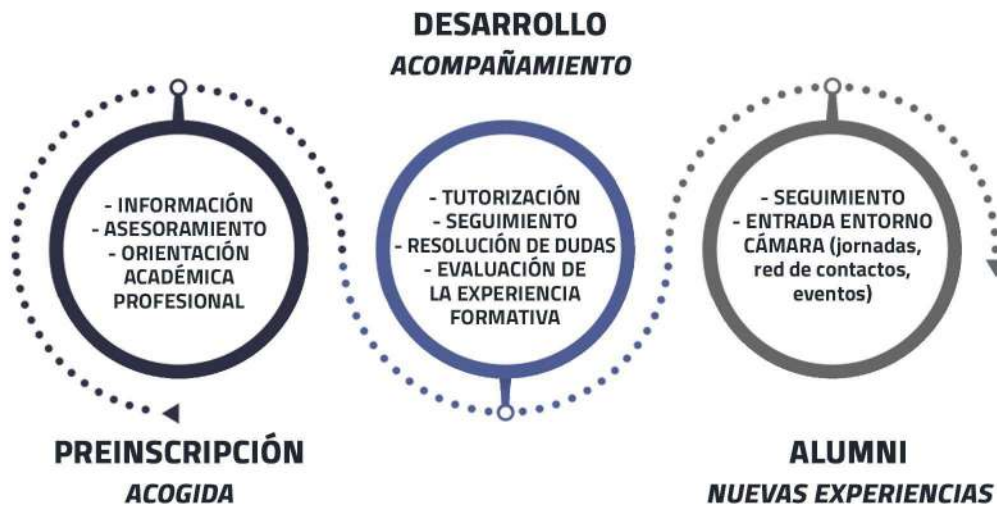 DESARROLLO
ACOMPAÑAMIENTO
- INFORMACIÓN
- ASESORAMIENTO
- ORIENTACIÓN
ACADÉMICA
PROFESIONAL
- TUTORIZACIÓN
- SEGUIMIENTO
- RESOLUCIÓN DE DUDAS
- EVALUACIÓN DE
LA EXPERIENCIA
FORMATIVA
- SEGUIMIENTO
- ENTRADA ENTORNO
CÁMARA (jornadas,
red de contactos,
eventos)
PREINSCRIPCIÓN
ACOGIDA
ALUMNI
NUEVAS EXPERIENCIAS